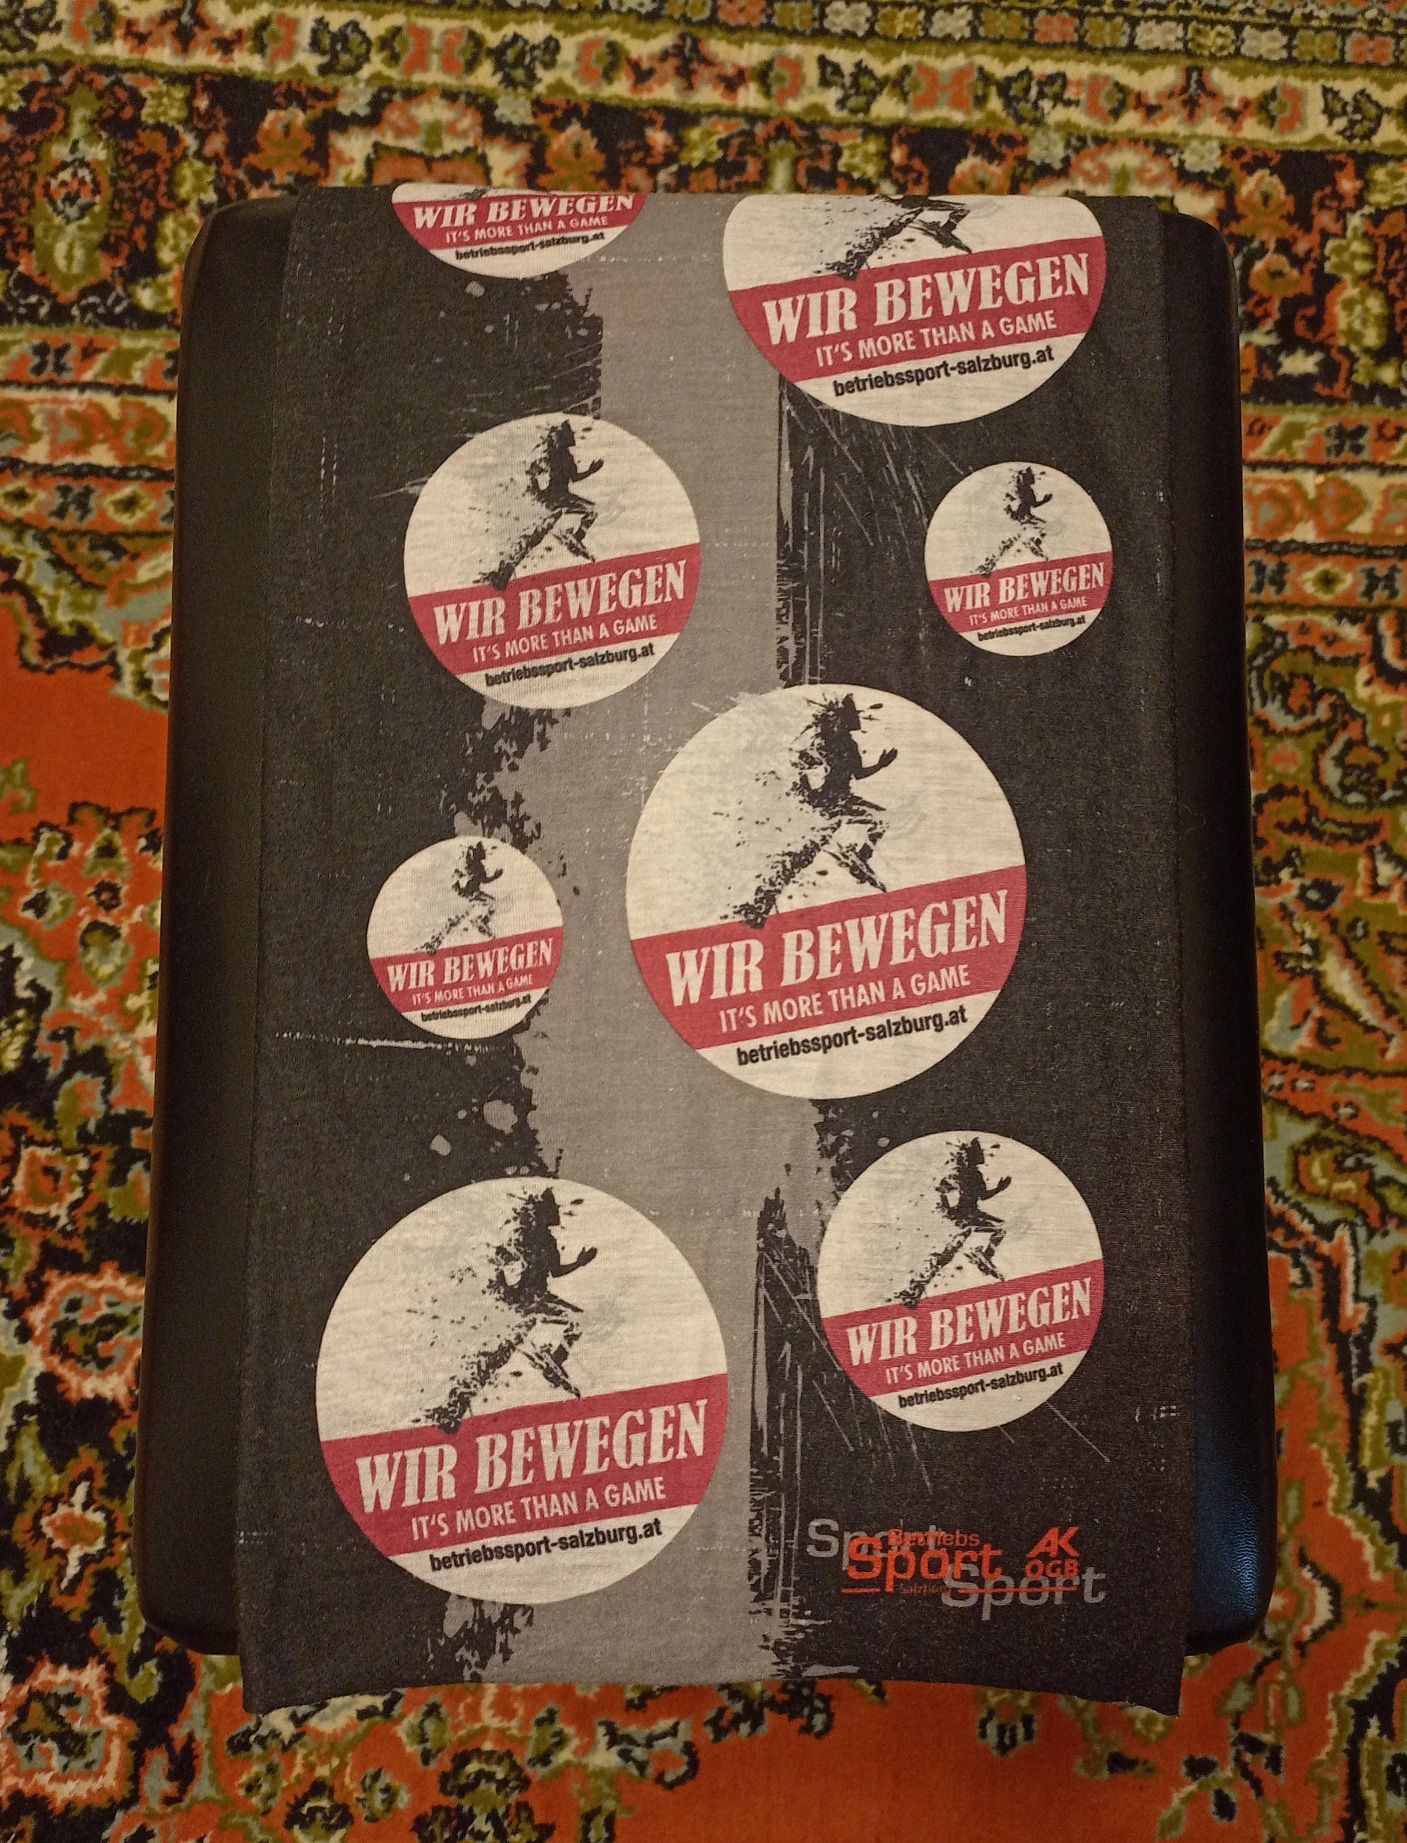 WIR BEWEGEN
IT'S MORE THAN A GAME
betriebssport-salzburg.at
WIR BEWEGEN
IT'S MORE THAN A GAME
betriebssport-salzburg.at
WIR BEWEGEN
IT'S MORE THAN A GAME
betriebssport-salzburg.at
WIR BEWEGEN
IT'S MORE THAN A GAME
betriebssport-salzburg.at
WIR BEWEGEN
IT'S MORE THAN A GAME
betriebssport-salzburg.at
WIR BEWEGEN
IT'S MORE THAN A GAME
betriebssport-salzburg.at
WIR BEWEGEN
IT'S MORE THAN A GAME
betriebssport-salzburg.at
WIR BEWEGEN
IT'S MORE THAN A GAME
betriebssport-salzburg.at
Sport
Betriebs
Sport
Salzburg
AK
ÖGB
Sport